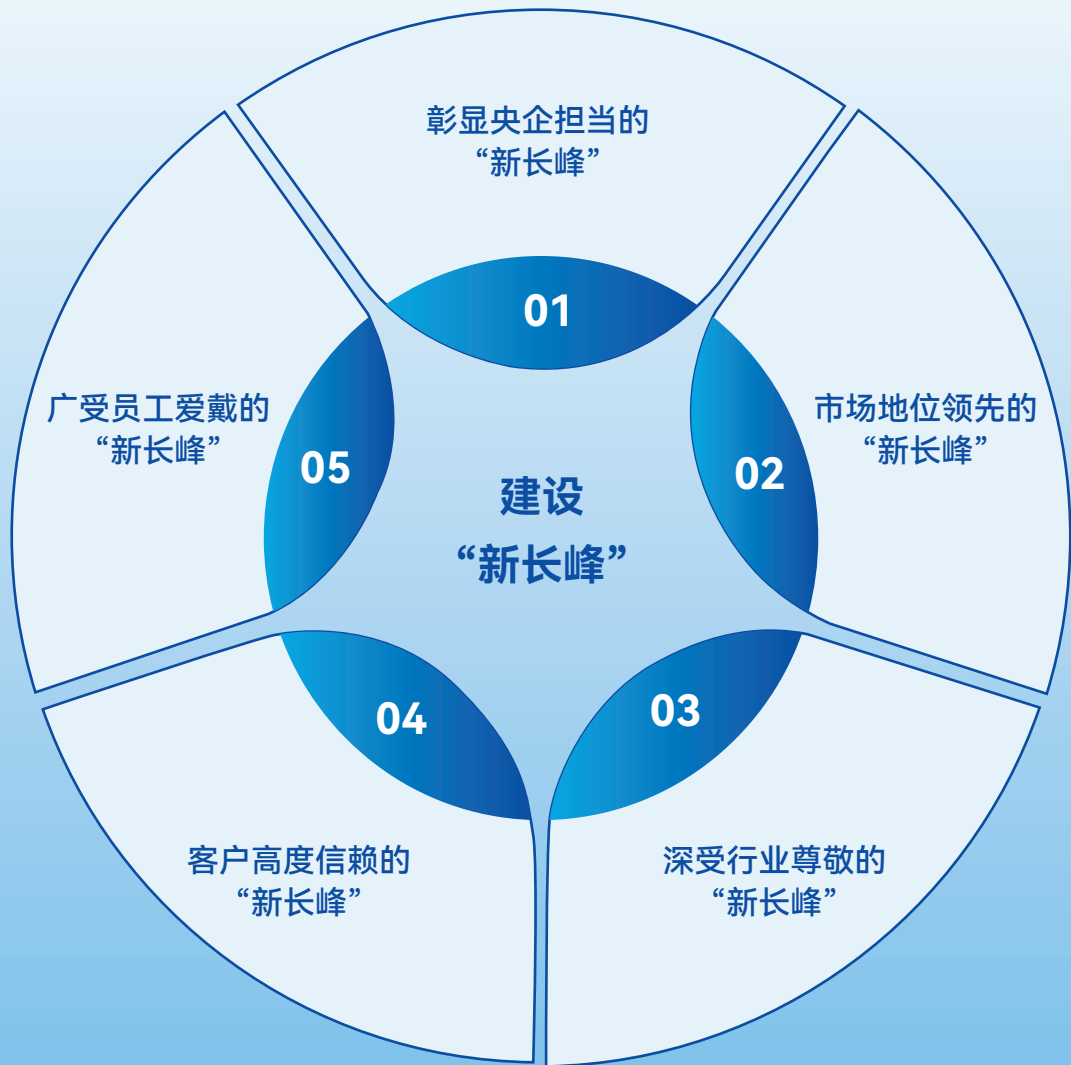 彰显央企担当的
“新长峰”
01
市场地位领先的
“新长峰”
02
深受行业尊敬的
“新长峰”
03
客户高度信赖的
“新长峰”
04
广受员工爱戴的
“新长峰”
05
建设
“新长峰”